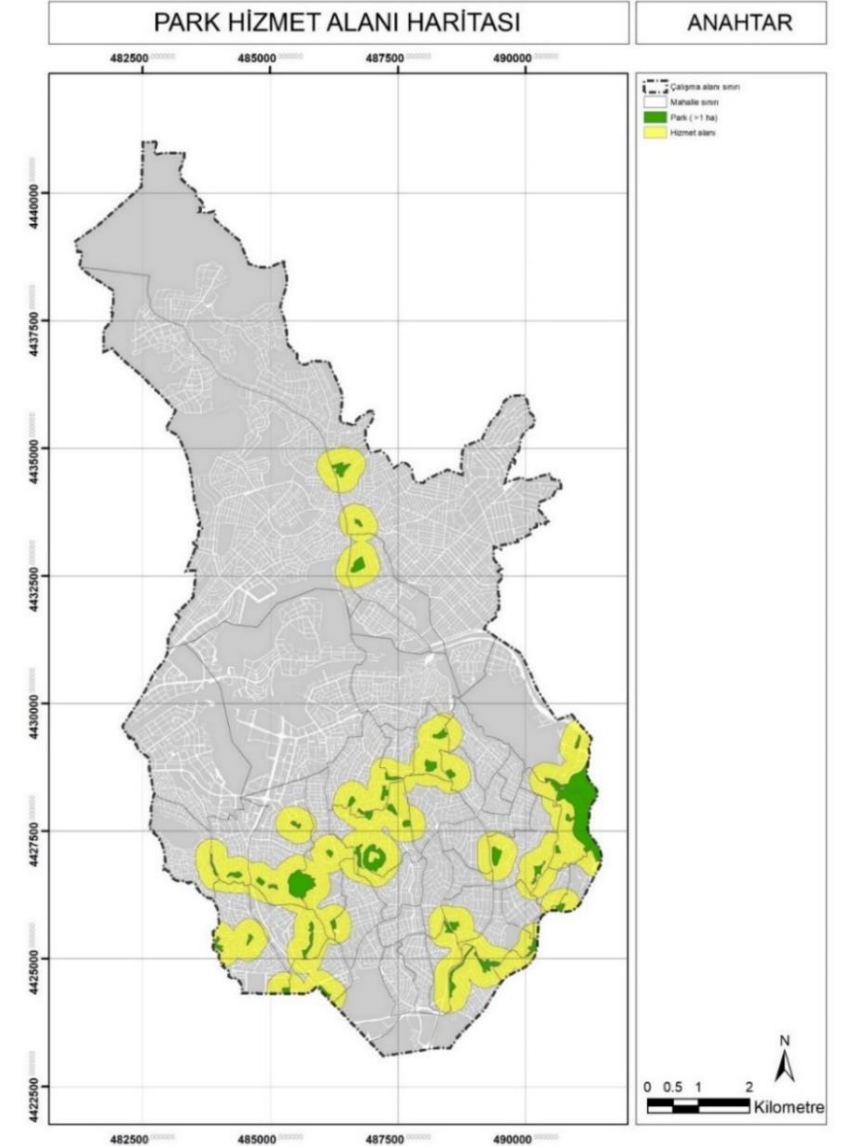 PARK HİZMET ALANI HARİTASI
ANAHTAR
482500 485000 487500 490000
Çalışma alanı sınırı
Mahalle sınırı
Park ( >1 ha)
Hizmet alanı
4440000
4437500
4435000
4432500
4430000
4427500
4425000
4422500
N
0 0.5 1 2
Kilometre
482500 485000 487500 490000